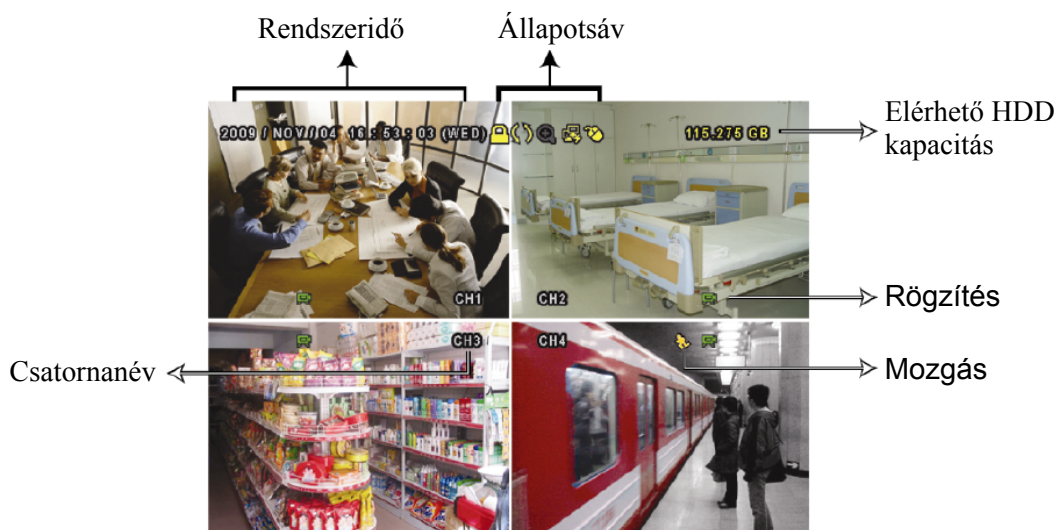 Rendszeridő
Állapotsáv
2009 / NOV / 04 16 : 53 : 03 (WED)
115.275 GB
Elérhető HDD
kapacitás
CH1
CH2
Rögzítés
CH3
CH4
Csatornanév
Mozgás